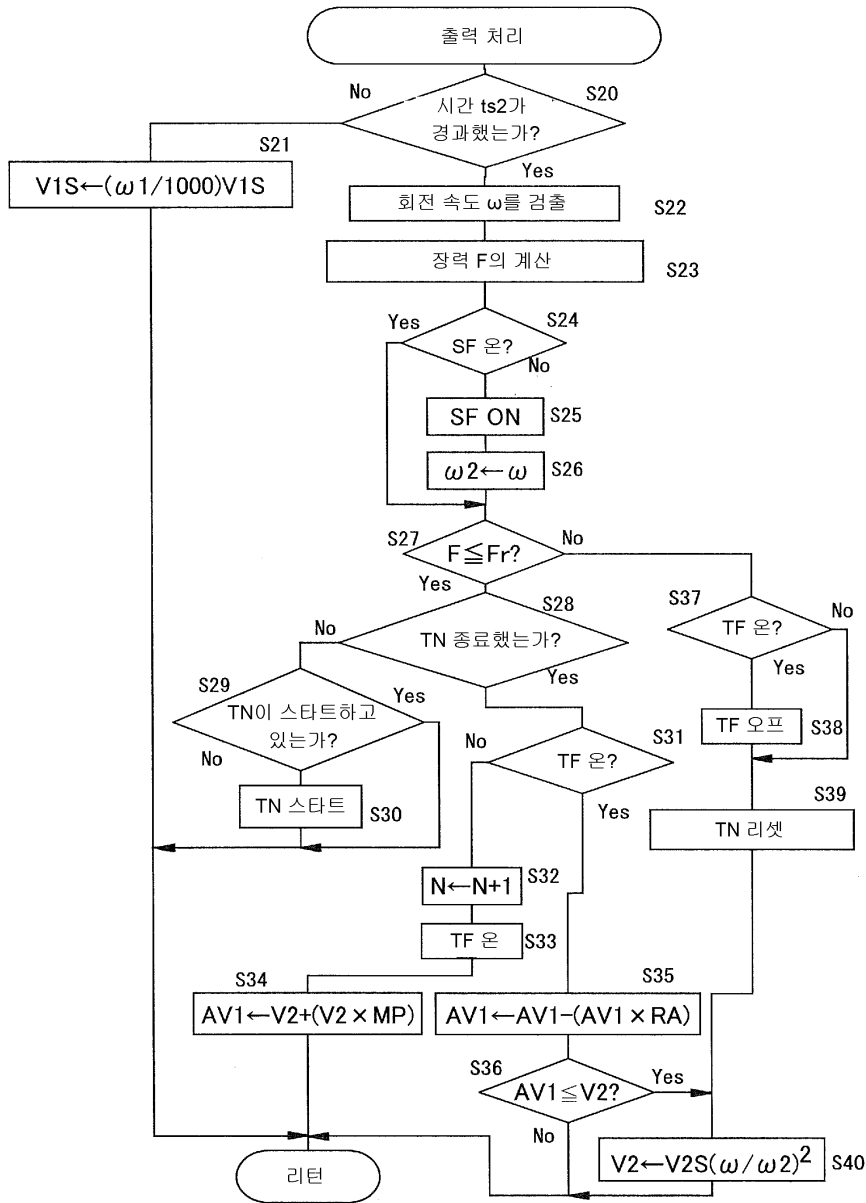 출력 처리
No
S20
시간 ts2가
경과했는가?
S21
Yes
V1S←(ω1/1000)V1S
회전 속도 ω를 검출
S22
장력 F의 계산
S23
Yes
S24
SF 온?
No
SF ON
S25
ω2←ω
S26
S27
No
F≦Fr?
Yes
S28
S37
No
TN 종료했는가?
TF 온?
No
Yes
Yes
S29
Yes
TN이 스타트하고
있는가?
TF 오프
S38
No
No
TF 온?
S31
S39
TN 스타트
S30
Yes
TN 리셋
N←N+1
S32
TF 온
S33
S34
S35
AV1←V2+(V2×MP)
AV1←AV1-(AV1×RA)
S36
Yes
AV1≦V2?
No
리턴
V2←V2S(ω/ω2)²
S40